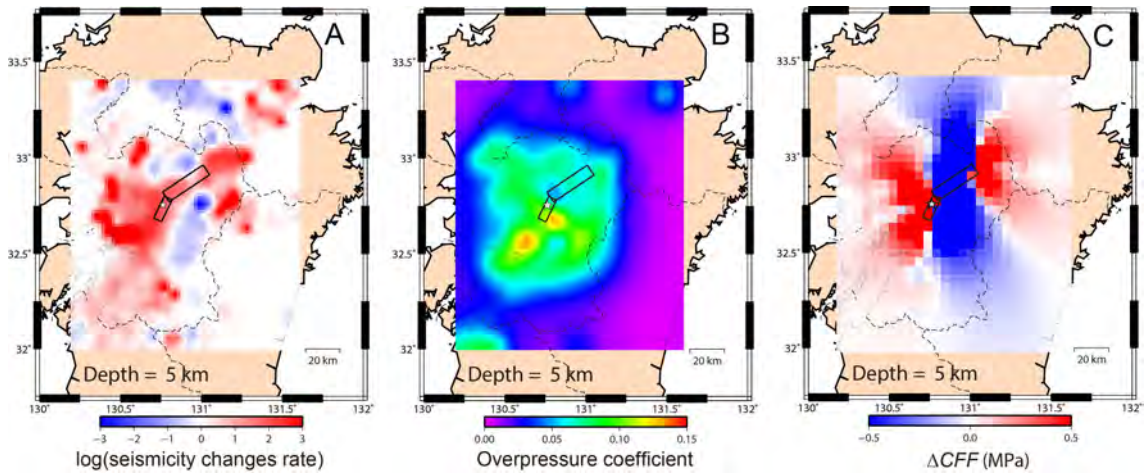 A
B
C
33.5°
33.5°
33.5°
33°
33°
33°
32.5°
32.5°
32.5°
32°
32°
32°
20 km
20 km
20 km
Depth = 5 km
Depth = 5 km
Depth = 5 km
130° 130.5° 131° 131.5° 132°
130° 130.5° 131° 131.5° 132°
130° 130.5° 131° 131.5° 132°
−3 −2 −1 0 1 2 3
0.00 0.05 0.10 0.15
−0.5 0.0 0.5
log(seismicity changes rate)
Overpressure coefficient
ΔCFF (MPa)